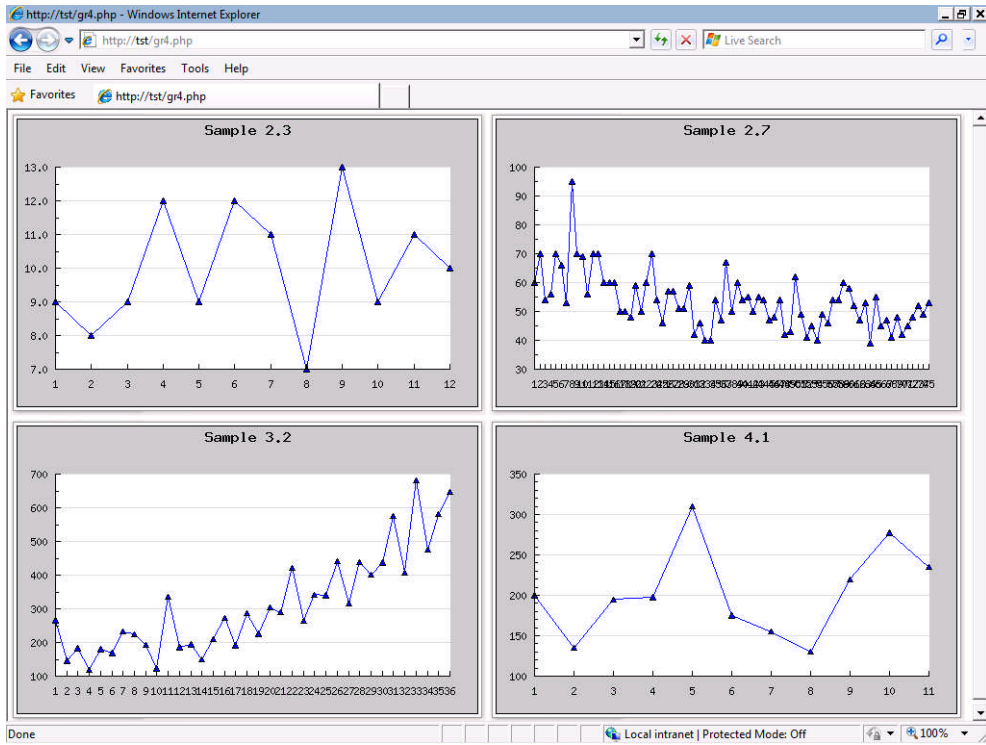 http://tst/gr4.php - Windows Internet Explorer
http://tst/gr4.php
Live Search
File Edit View Favorites Tools Help
Favorites
http://tst/gr4.php
Sample 2.3
13.0
12.0
11.0
10.0
9.0
8.0
7.0
1 2 3 4 5 6 7 8 9 10 11 12
Sample 2.7
100
90
80
70
60
50
40
30
Sample 3.2
700
600
500
400
300
200
100
1 2 3 4 5 6 7 8 9 101112131415161718192021222324252627282930313233343536
Sample 4.1
350
300
250
200
150
100
1 2 3 4 5 6 7 8 9 10 11
Done
Local intranet | Protected Mode: Off
100%